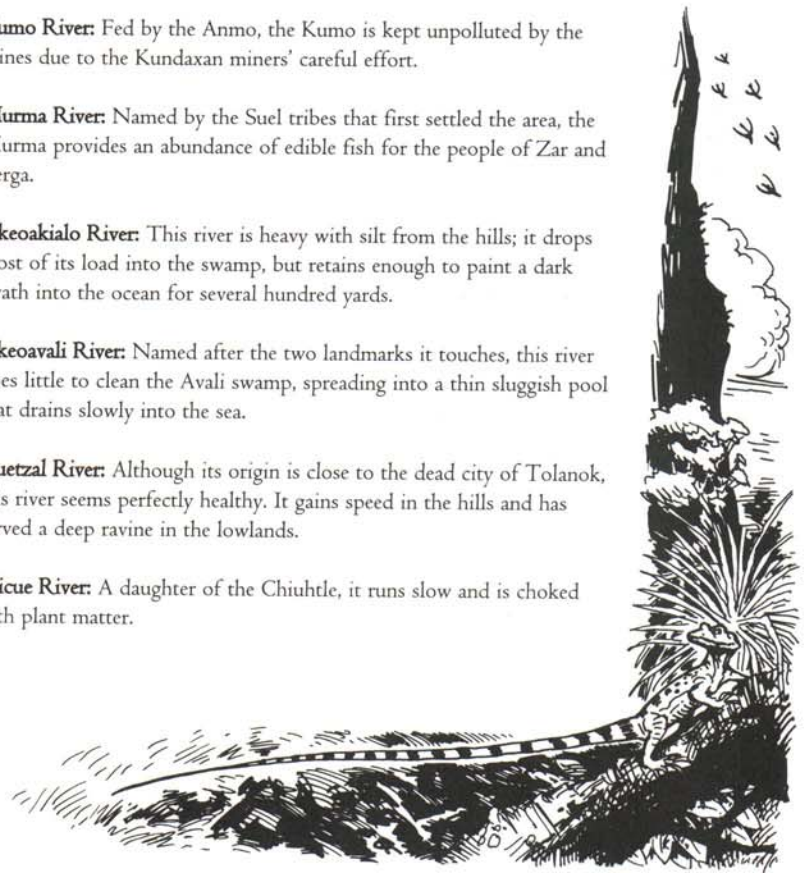 umo River: Fed by the Anmo, the Kumo is kept unpolluted by the
ines due to the Kundaxan miners' careful effort.
urma River: Named by the Suel tribes that first settled the area, the
urma provides an abundance of edible fish for the people of Zar and
erga.
keoakialo River: This river is heavy with silt from the hills; it drops
ost of its load into the swamp, but retains enough to paint a dark
ath into the ocean for several hundred yards.
keoavali River: Named after the two landmarks it touches, this river
es little to clean the Avali swamp, spreading into a thin sluggish pool
at drains slowly into the sea.
uetzal River: Although its origin is close to the dead city of Tolanok,
s river seems perfectly healthy. It gains speed in the hills and has
ved a deep ravine in the lowlands.
icue River: A daughter of the Chiuhtle, it runs slow and is choked
th plant matter.